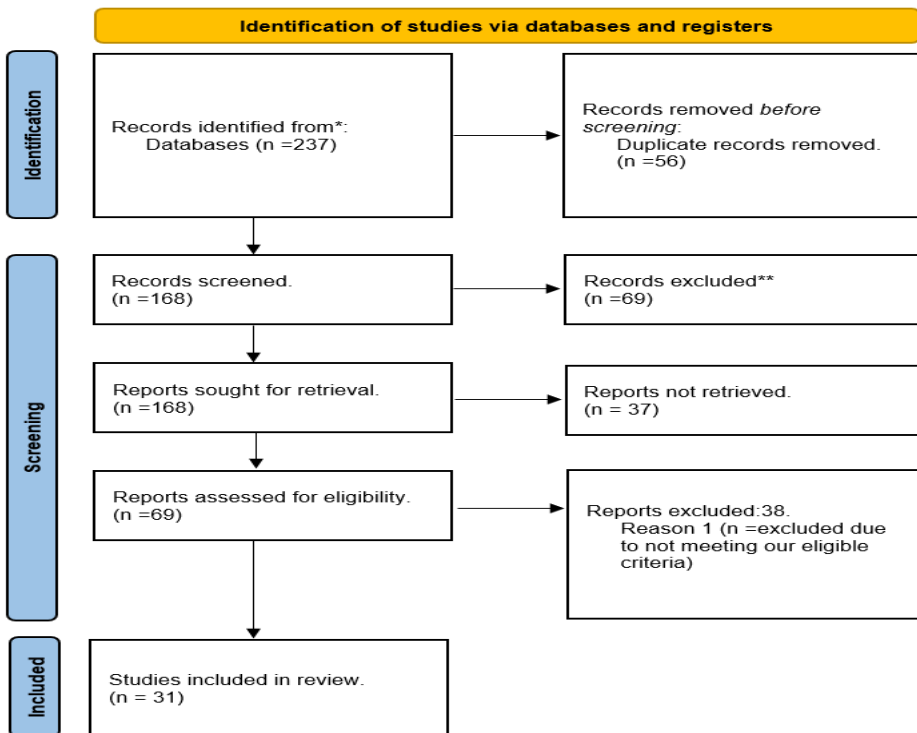 Identification of studies via databases and registers
Identification
Records identified from*:
Databases (n =237)
Records removed before
screening:
Duplicate records removed.
(n =56)
Screening
Records screened.
(n =168)
Records excluded**
(n =69)
Reports sought for retrieval.
(n =168)
Reports not retrieved.
(n = 37)
Reports assessed for eligibility.
(n =69)
Reports excluded:38.
Reason 1 (n =excluded due
to not meeting our eligible
criteria)
Included
Studies included in review.
(n = 31)